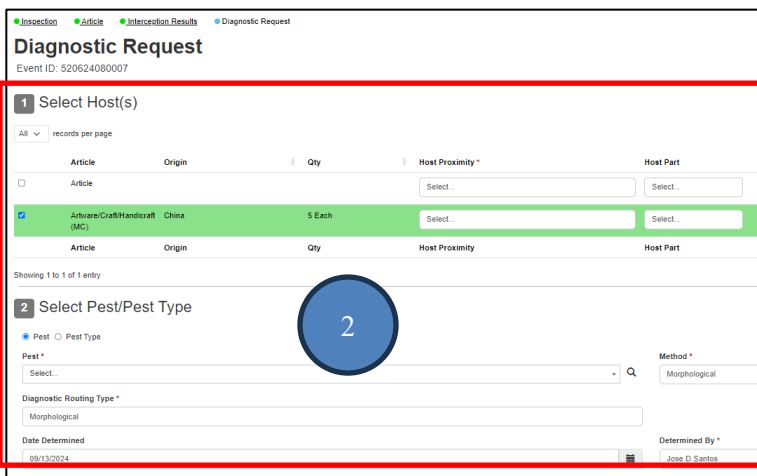 Inspection Article Interception Results Diagnostic Request
Diagnostic Request
Event ID: 520624080007
1 Select Host(s)
All records per page
Article Origin Qty Host Proximity * Host Part
Article Select... Select...
Artware/Craft/Handicraft (MC) China 5 Each Select... Select...
Article Origin Qty Host Proximity Host Part
Showing 1 to 1 of 1 entry
2 Select Pest/Pest Type
2
Pest Pest Type
Pest * Method *
Select... Morphological
Diagnostic Routing Type *
Morphological
Date Determined Determined By *
09/13/2024 Jose D Santos